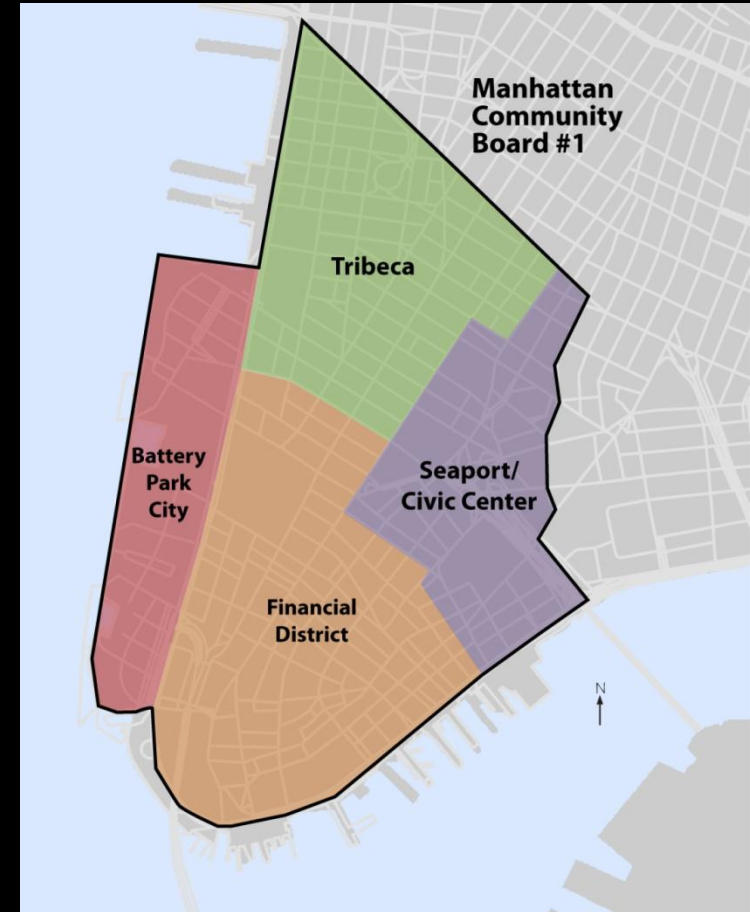 Manhattan
Community
Board #1
Tribeca
Battery
Park
City
Seaport/
Civic Center
Financial
District
N